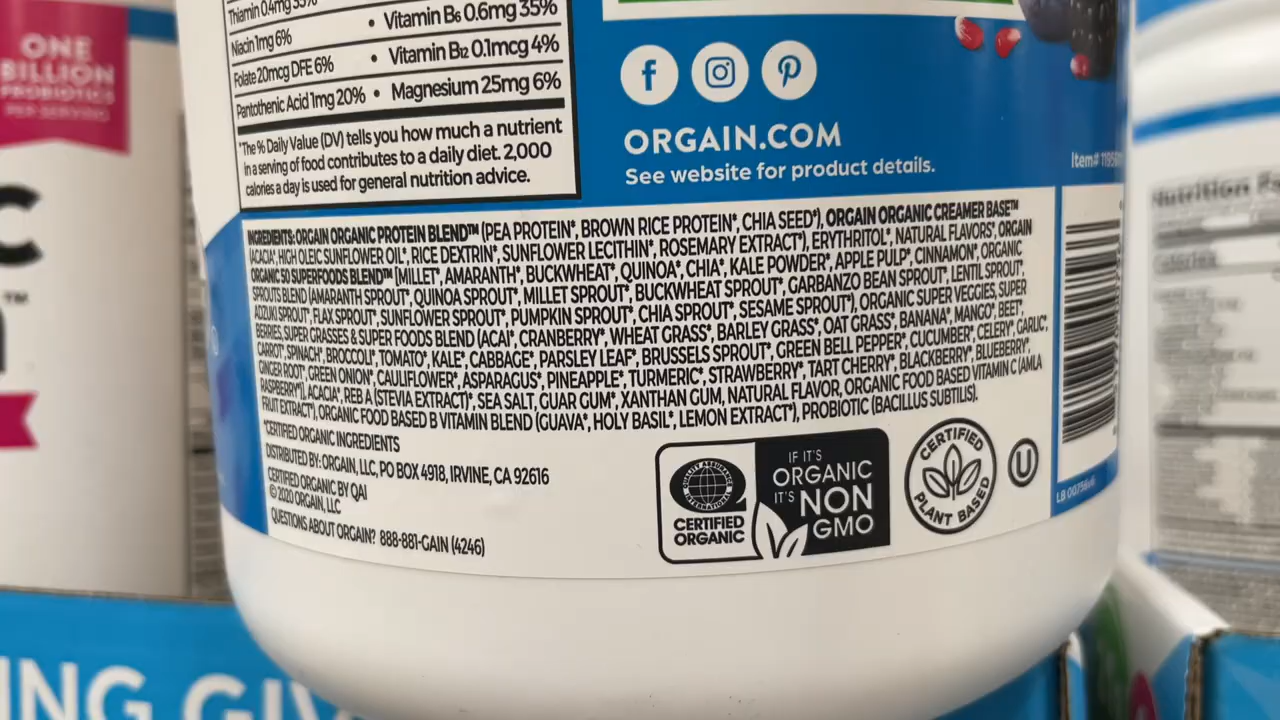 ONE
BILLION
PROBIOTICS
PER SERVING
C
™
Thiamin 0.4mg 35%
Niacin 1mg 6%
• Vitamin B6 0.6mg 35%
Folate 20mcg DFE 6%
• Vitamin B12 0.1mcg 4%
Pantothenic Acid 1mg 20% • Magnesium 25mg 6%
*The % Daily Value (DV) tells you how much a nutrient
in a serving of food contributes to a daily diet. 2,000
calories a day is used for general nutrition advice.
ORGAIN.COM
See website for product details.
Item#
INGREDIENTS: ORGAIN ORGANIC PROTEIN BLEND™ (PEA PROTEIN*, BROWN RICE PROTEIN*, CHIA SEED*), ORGAIN ORGANIC CREAMER BASE™
(ACACIA*, HIGH OLEIC SUNFLOWER OIL*, RICE DEXTRIN*, SUNFLOWER LECITHIN*, ROSEMARY EXTRACT*), ERYTHRITOL*, NATURAL FLAVORS*, ORGAIN
ORGANIC 50 SUPERFOODS BLEND™ [MILLET*, AMARANTH*, BUCKWHEAT*, QUINOA*, CHIA*, KALE POWDER*, APPLE PULP*, CINNAMON*, ORGANIC
SPROUTS BLEND (AMARANTH SPROUT*, QUINOA SPROUT*, MILLET SPROUT*, BUCKWHEAT SPROUT*, GARBANZO BEAN SPROUT*, LENTIL SPROUT*,
ADZUKI SPROUT*, FLAX SPROUT*, SUNFLOWER SPROUT*, PUMPKIN SPROUT*, CHIA SPROUT*, SESAME SPROUT*), ORGANIC SUPER VEGGIES, SUPER
BERRIES, SUPER GRASSES & SUPER FOODS BLEND (ACAI*, CRANBERRY*, WHEAT GRASS*, BARLEY GRASS*, OAT GRASS*, BANANA*, MANGO*, BEET*,
CARROT*, SPINACH*, BROCCOLI*, TOMATO*, KALE*, CABBAGE*, PARSLEY LEAF*, BRUSSELS SPROUT*, GREEN BELL PEPPER*, CUCUMBER*, CELERY*, GARLIC*,
GINGER ROOT*, GREEN ONION*, CAULIFLOWER*, ASPARAGUS*, PINEAPPLE*, TURMERIC*, STRAWBERRY*, TART CHERRY*, BLACKBERRY*, BLUEBERRY*,
RASPBERRY*)], ACACIA*, REB A (STEVIA EXTRACT)*, SEA SALT, GUAR GUM*, XANTHAN GUM, NATURAL FLAVOR, ORGANIC FOOD BASED VITAMIN C (AMLA
FRUIT EXTRACT*), ORGANIC FOOD BASED B VITAMIN BLEND (GUAVA*, HOLY BASIL*, LEMON EXTRACT*), PROBIOTIC (BACILLUS SUBTILIS).
*CERTIFIED ORGANIC INGREDIENTS
DISTRIBUTED BY: ORGAIN, LLC, PO BOX 4918, IRVINE, CA 92616
CERTIFIED ORGANIC BY QAI
© 2020 ORGAIN, LLC
QUESTIONS ABOUT ORGAIN? 888-881-GAIN (4246)
QUALITY ASSURANCE
INTERNATIONAL
CERTIFIED
ORGANIC
IF IT'S
ORGANIC
IT'S NON
GMO
CERTIFIED
PLANT BASED
U
Nutrition
Calories
ING GIV